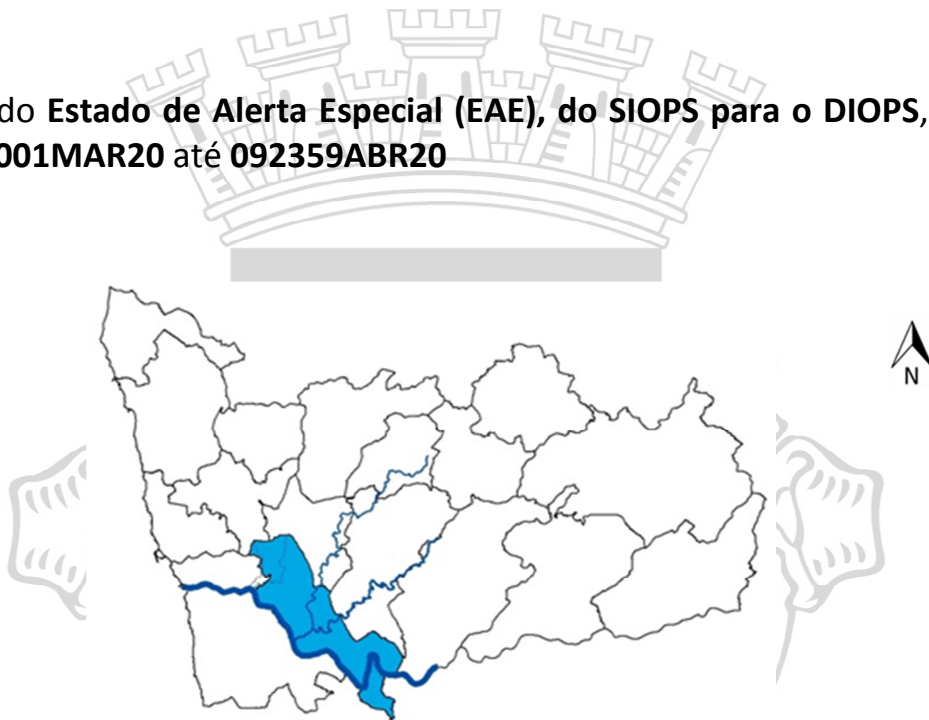 do Estado de Alerta Especial (EAE), do SIOPS para o DIOPS,
001MAR20 até 092359ABR20
N